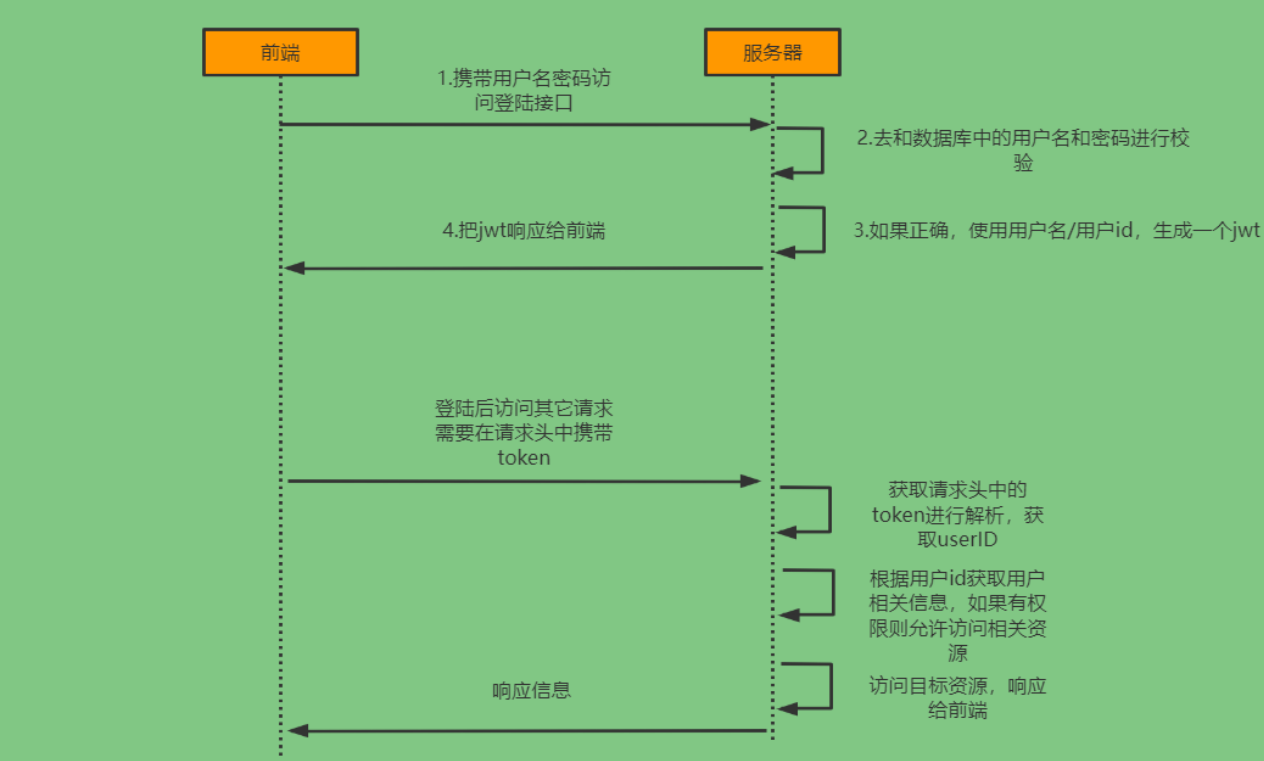 前端
服务器
1.携带用户名密码访
问登陆接口
2.去和数据库中的用户名和密码进行校
验
3.如果正确，使用用户名/用户id，生成一个jwt
4.把jwt响应给前端
登陆后访问其它请求
需要在请求头中携带
token
获取请求头中的
token进行解析，获
取userID
根据用户id获取用户
相关信息，如果有权
限则允许访问相关资
源
访问目标资源，响应
给前端
响应信息